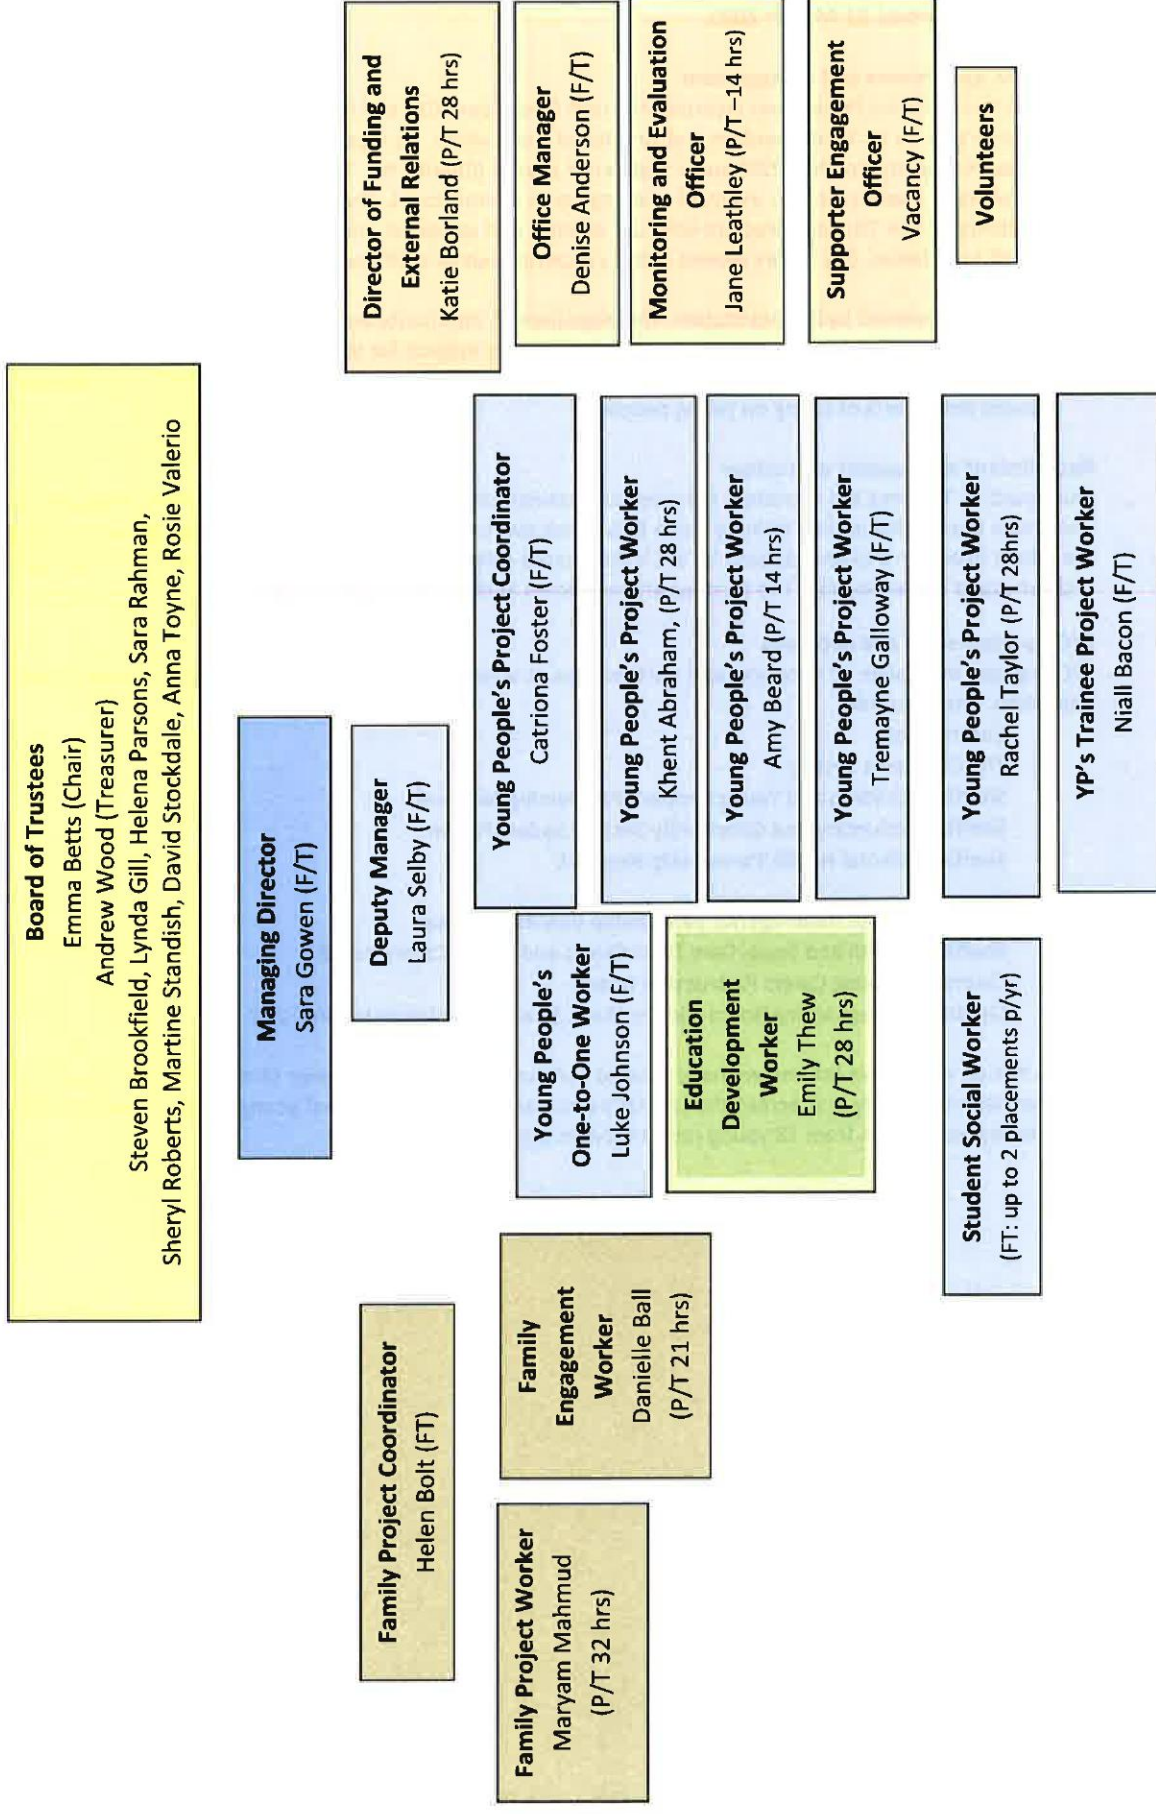 Board of Trustees
Emma Betts (Chair)
Andrew Wood (Treasurer)
Steven Brookfield, Lynda Gill, Helena Parsons, Sara Rahman,
Sheryl Roberts, Martine Standish, David Stockdale, Anna Toyne, Rosie Valerio
Managing Director
Sara Gowen (F/T)
Family Project Coordinator
Helen Bolt (FT)
Deputy Manager
Laura Selby (F/T)
Director of Funding and
External Relations
Katie Borland (P/T 28 hrs)
Family Project Worker
Maryam Mahmud
(P/T 32 hrs)
Family
Engagement
Worker
Danielle Ball
(P/T 21 hrs)
Young People's
One-to-One Worker
Luke Johnson (F/T)
Education
Development
Worker
Emily Thew
(P/T 28 hrs)
Student Social Worker
(FT: up to 2 placements p/yr)
Young People's Project Coordinator
Catriona Foster (F/T)
Young People's Project Worker
Khent Abraham, (P/T 28 hrs)
Young People's Project Worker
Amy Beard (P/T 14 hrs)
Young People's Project Worker
Tremayne Galloway (F/T)
Young People's Project Worker
Rachel Taylor (P/T 28hrs)
YP's Trainee Project Worker
Niall Bacon (F/T)
Office Manager
Denise Anderson (F/T)
Monitoring and Evaluation
Officer
Jane Leathley (P/T –14 hrs)
Supporter Engagement
Officer
Vacancy (F/T)
Volunteers